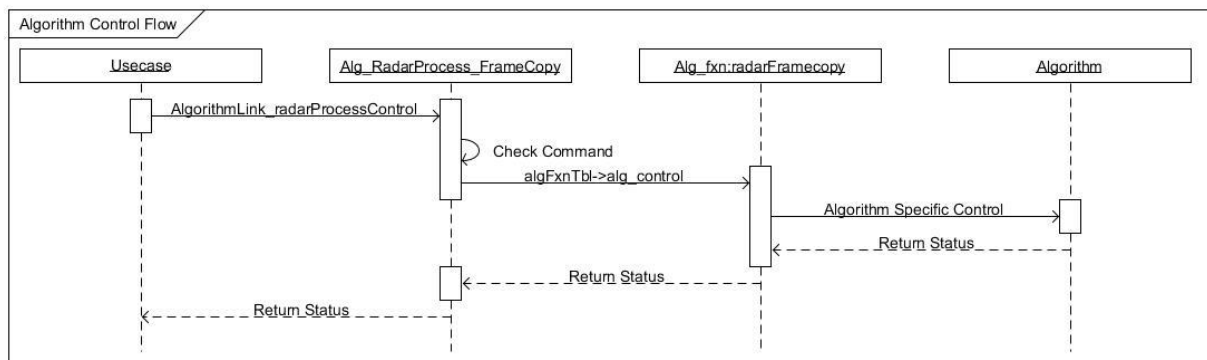 Algorithm Control Flow
Usecase
Alg_RadarProcess_FrameCopy
Alg_fxn:radarFramecopy
Algorithm
AlgorithmLink_radarProcessControl
Check Command
algFxnTbl->alg_control
Algorithm Specific Control
Return Status
Return Status
Return Status